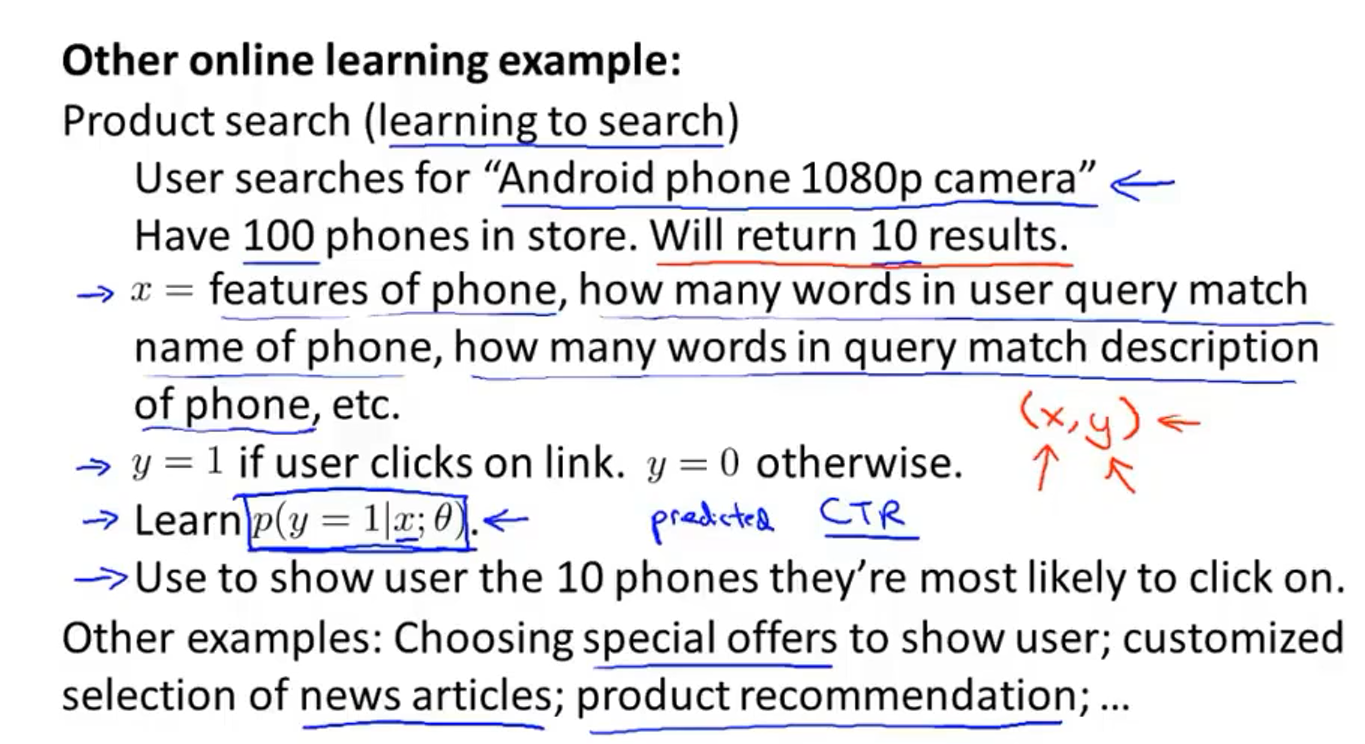 Other online learning example:
Product search (learning to search)
User searches for “Android phone 1080p camera”
Have 100 phones in store. Will return 10 results.
x = features of phone, how many words in user query match
name of phone, how many words in query match description
of phone, etc.
(x, y)
y = 1 if user clicks on link. y = 0 otherwise.
Learn p(y = 1|x; θ). predicted CTR
Use to show user the 10 phones they’re most likely to click on.
Other examples: Choosing special offers to show user; customized
selection of news articles; product recommendation; ...